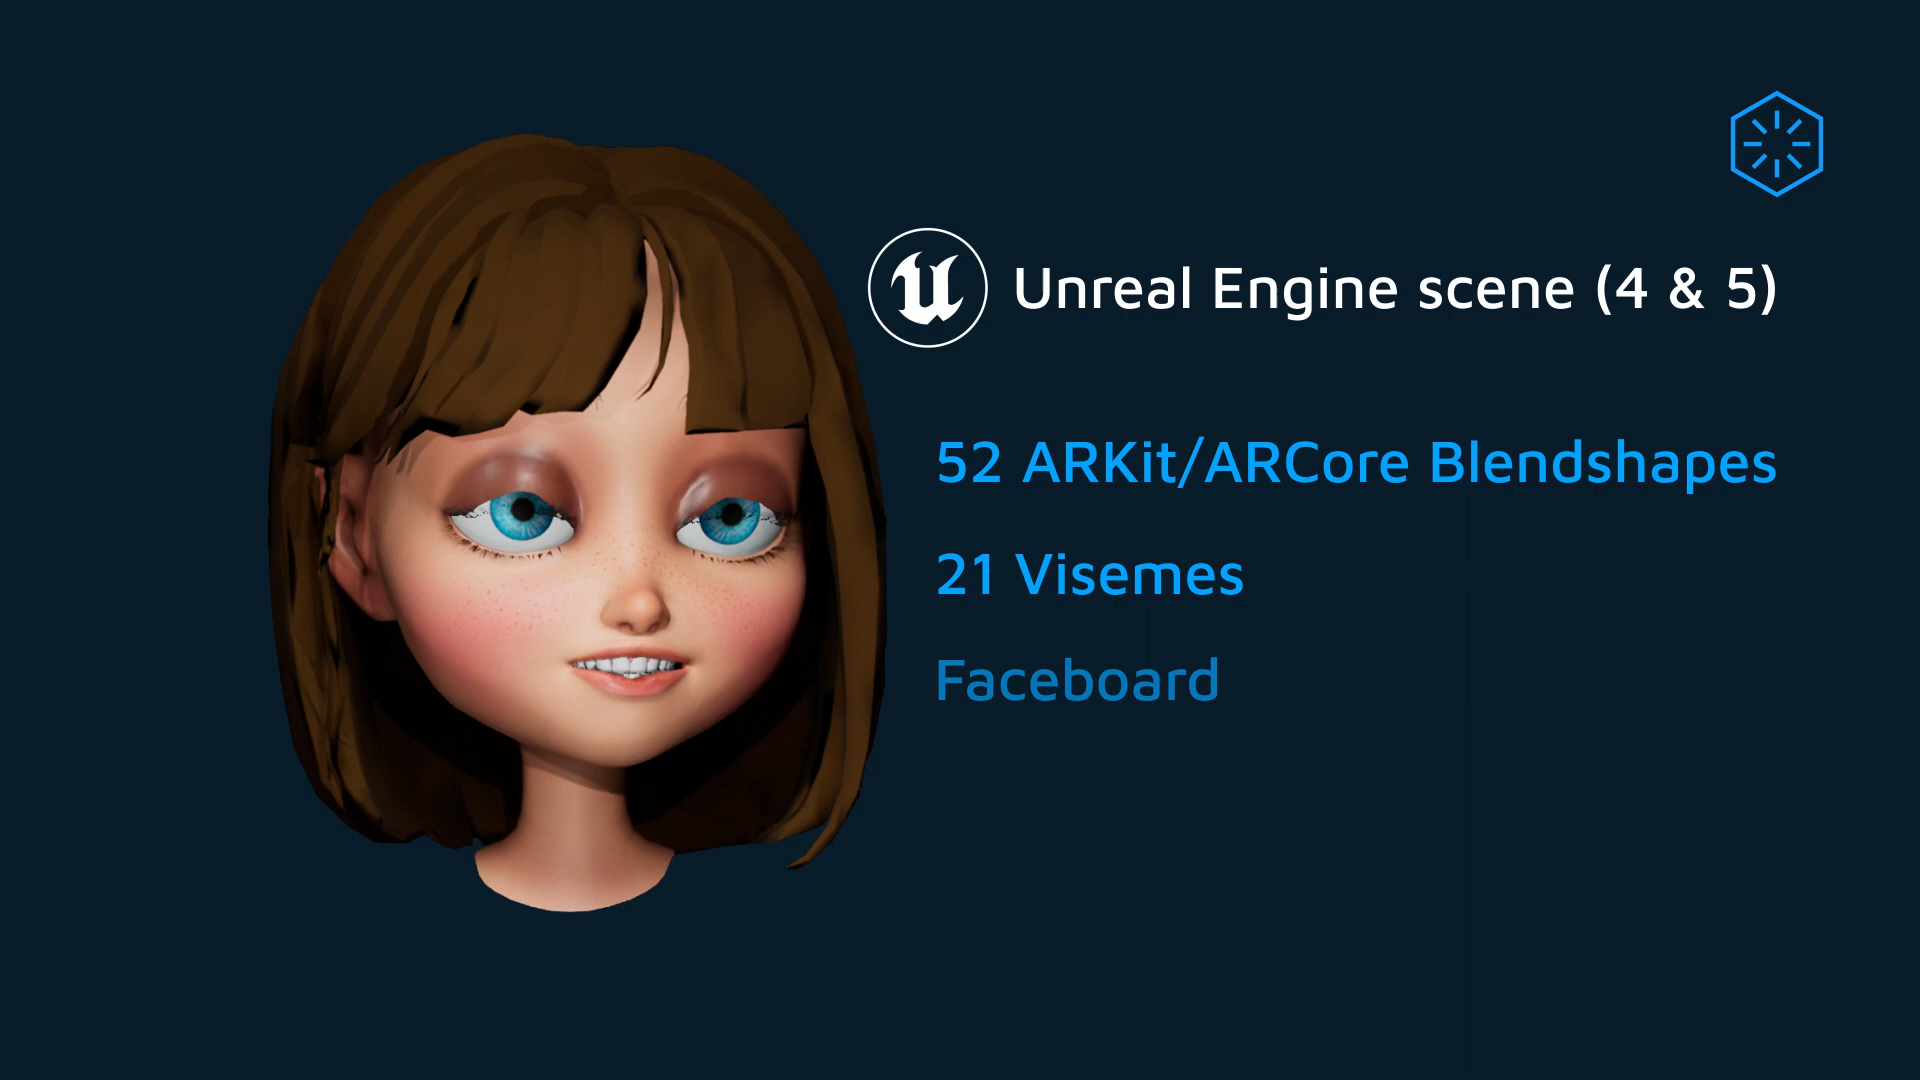 Unreal Engine scene (4 & 5)
52 ARKit/ARCore Blendshapes
21 Visemes
Faceboard